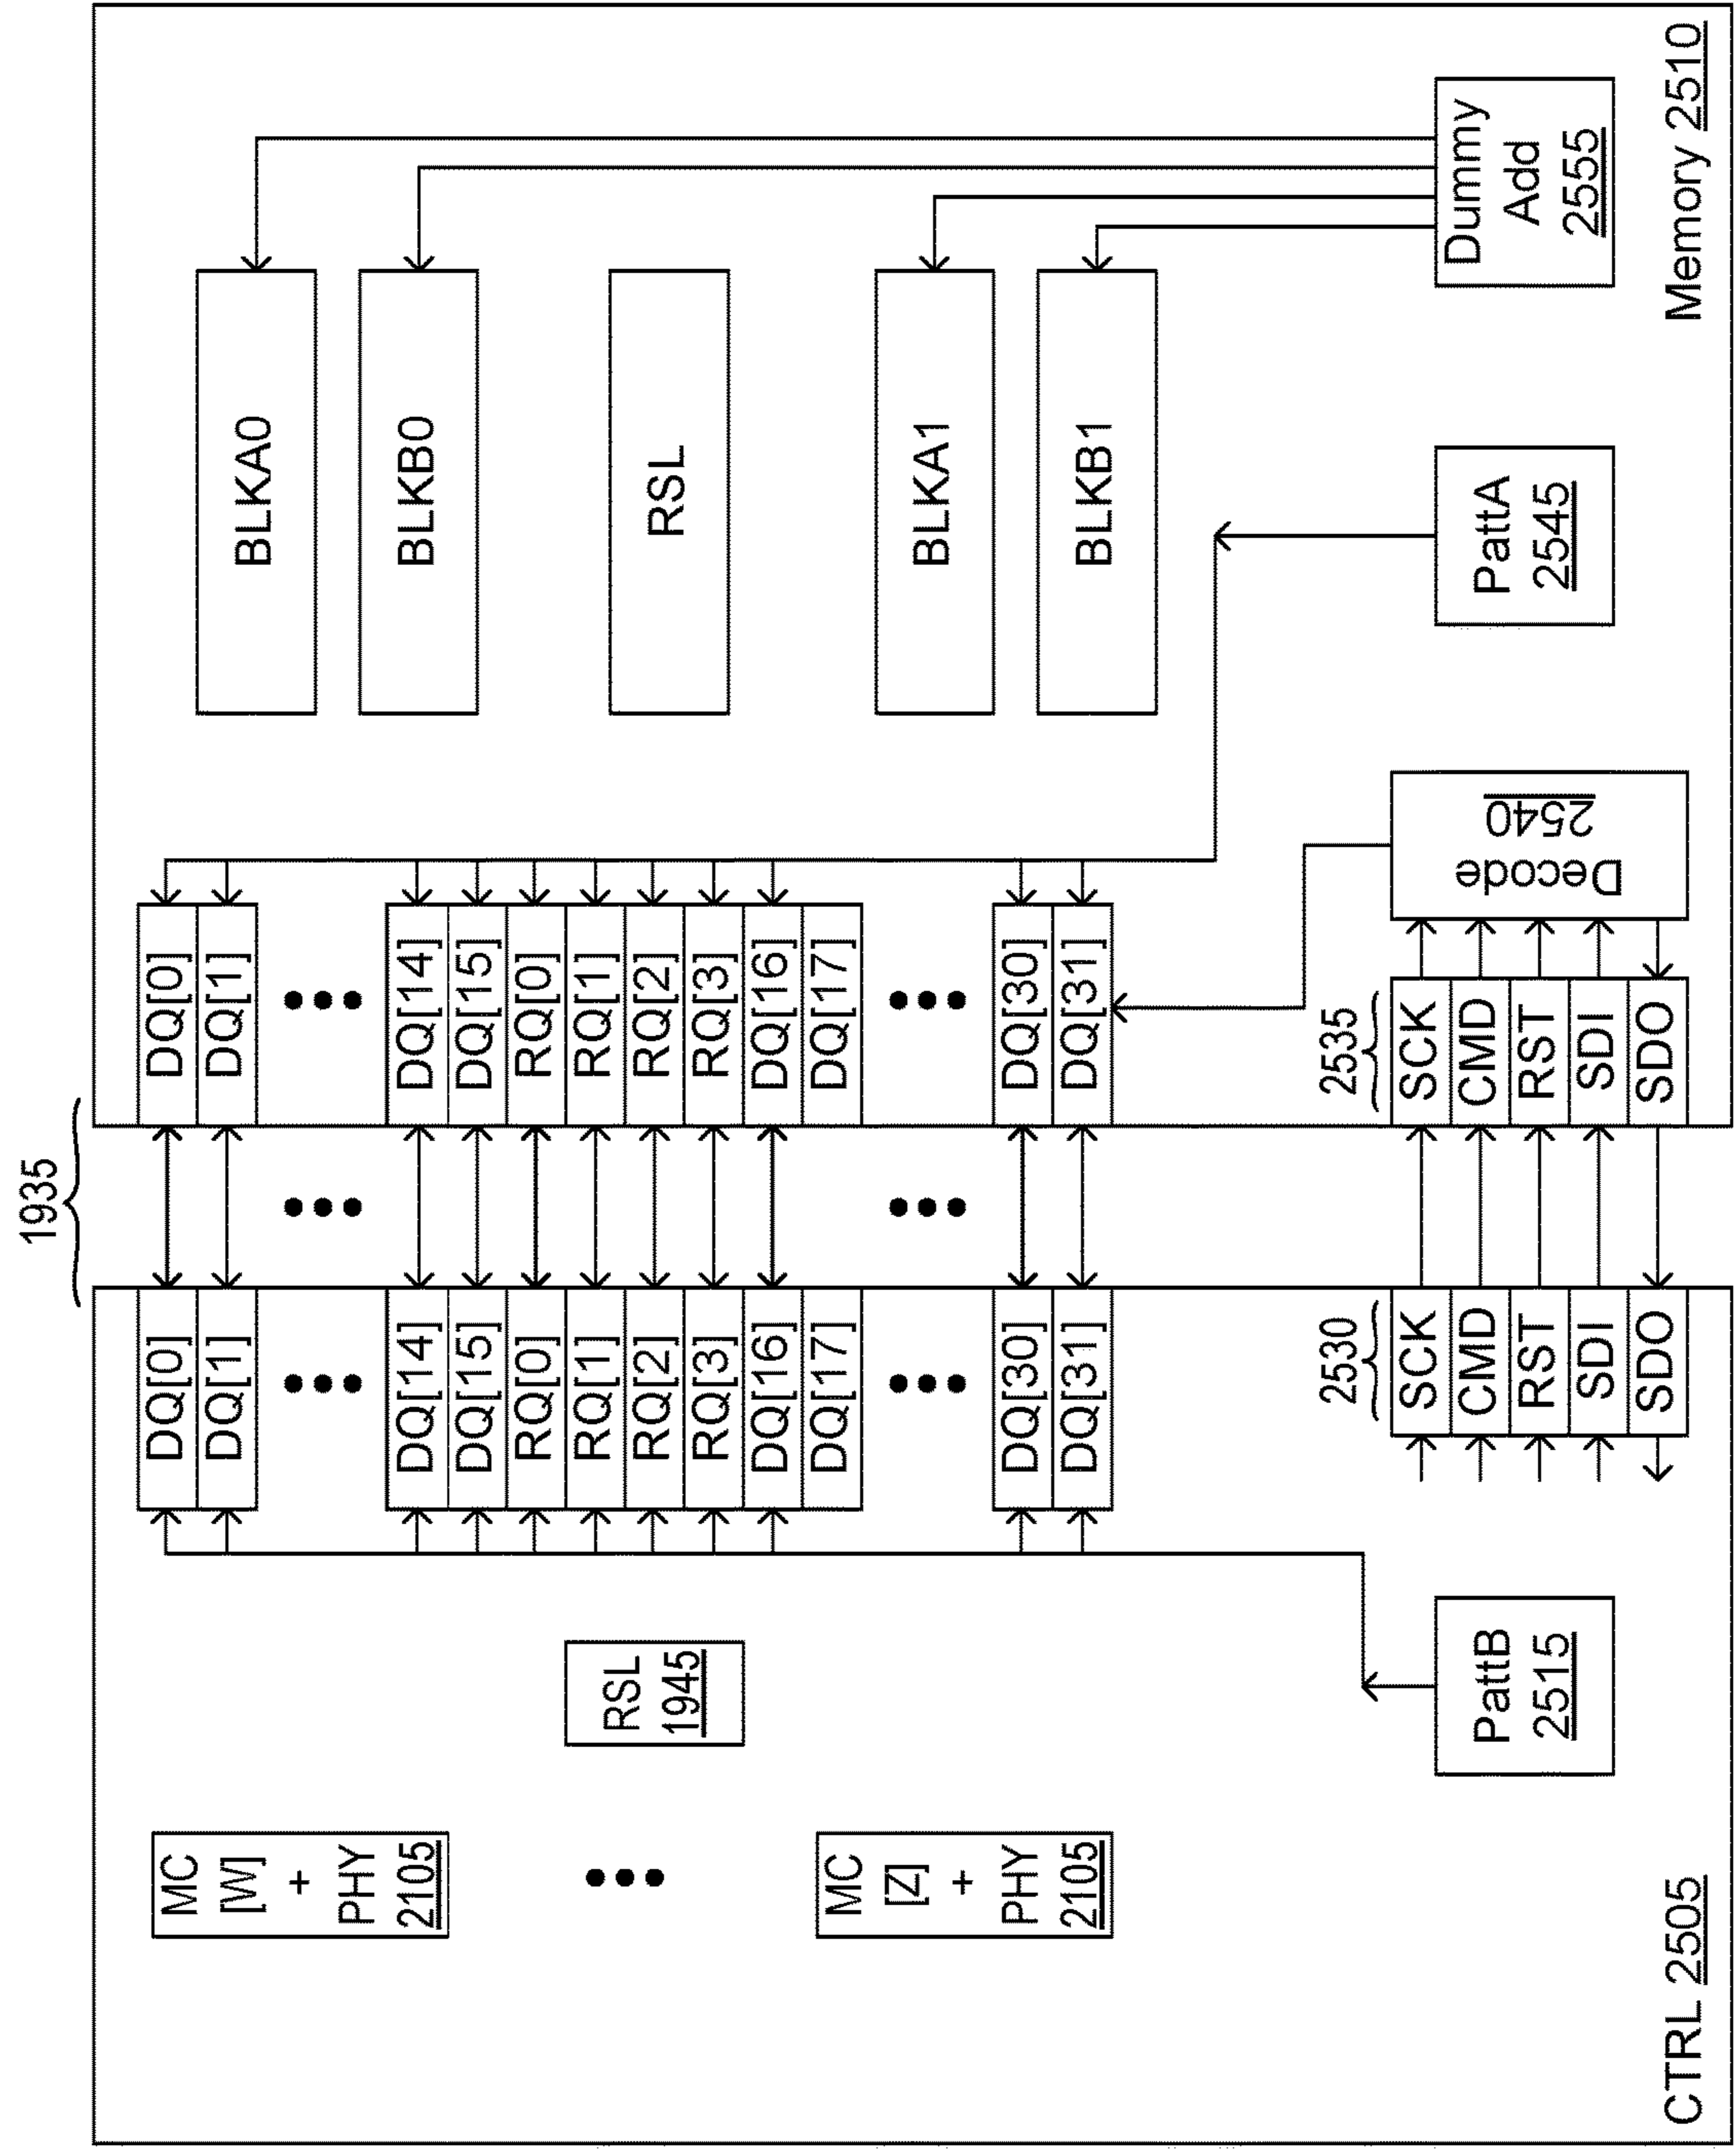 1935
DQ[0]
DQ[1]
DQ[14]
DQ[15]
RQ[0]
RQ[1]
RQ[2]
RQ[3]
DQ[16]
DQ[17]
DQ[30]
DQ[31]
2530
SCK
CMD
RST
SDI
SDO
MC
[W]
+
PHY
2105
MC
[Z]
+
PHY
2105
RSL
1945
PattB
2515
CTRL 2505
DQ[0]
DQ[1]
DQ[14]
DQ[15]
RQ[0]
RQ[1]
RQ[2]
RQ[3]
DQ[16]
DQ[17]
DQ[30]
DQ[31]
2535
SCK
CMD
RST
SDI
SDO
Decode
2540
BLKA0
BLKB0
RSL
BLKA1
BLKB1
PattA
2545
Dummy
Add
2555
Memory 2510